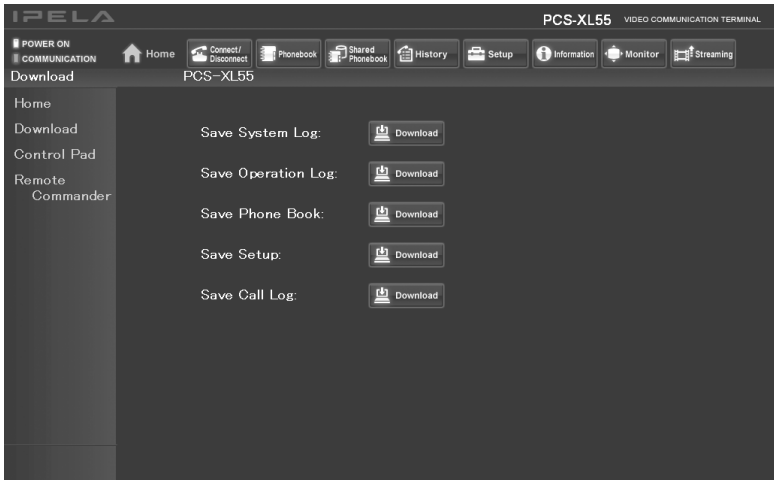 IPELA
PCS-XL55 VIDEO COMMUNICATION TERMINAL
POWER ON
COMMUNICATION
Home
Connect/
Disconnect
Phonebook
Shared
Phonebook
History
Setup
Information
Monitor
Streaming
Download
PCS-XL55
Home
Download
Control Pad
Remote
Commander
Save System Log: Download
Save Operation Log: Download
Save Phone Book: Download
Save Setup: Download
Save Call Log: Download